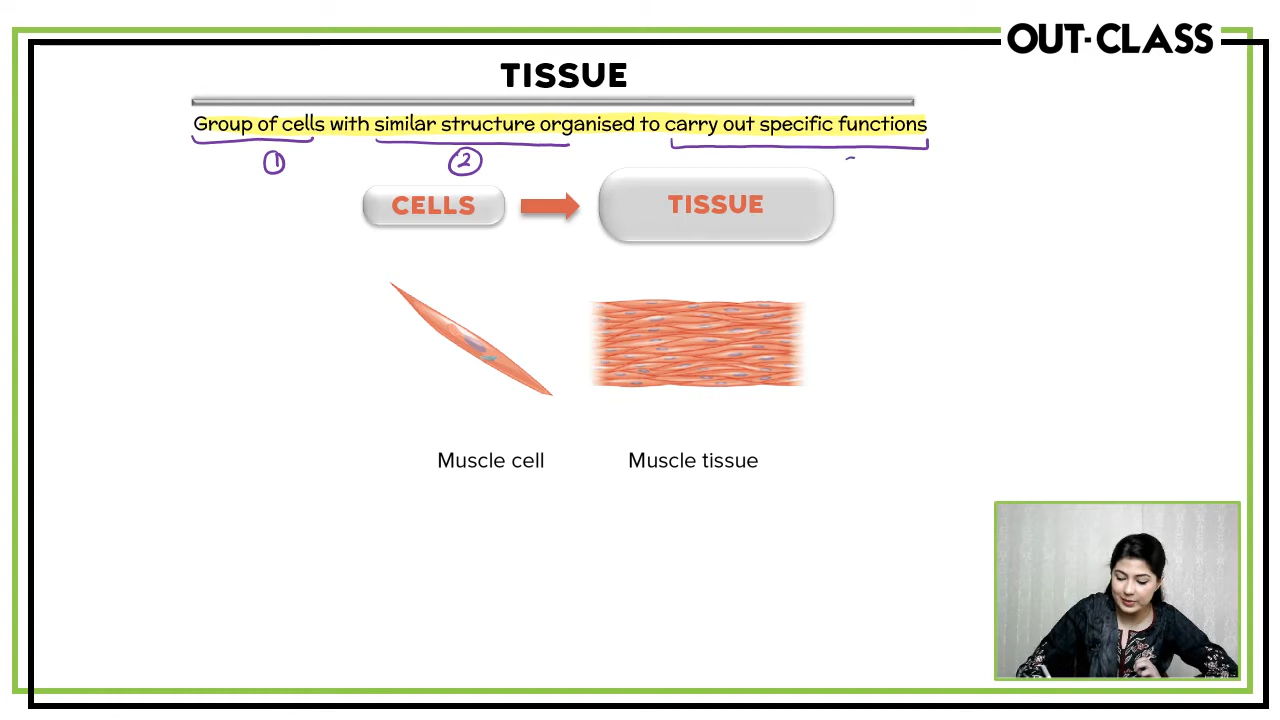 OUT-CLASS
TISSUE
Group of cells with similar structure organised to carry out specific functions
① ②
CELLS TISSUE
Muscle cell Muscle tissue